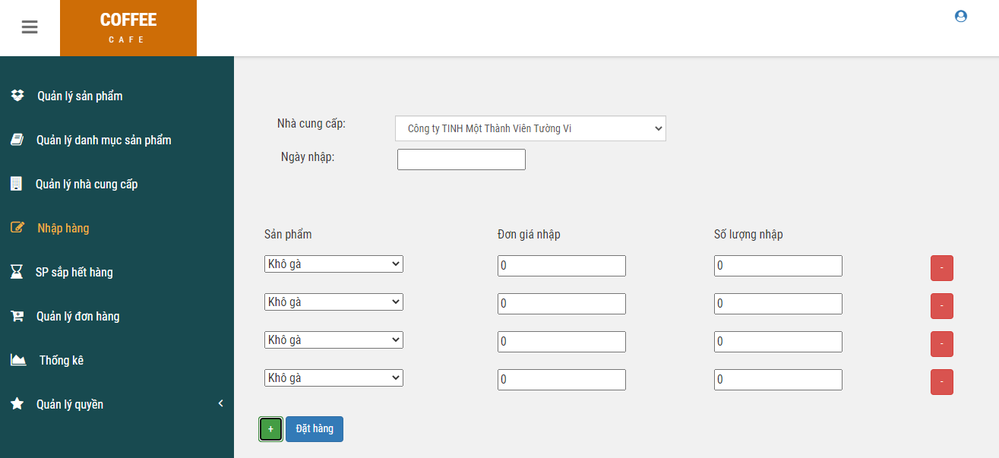 COFFEE
CAFE
Quản lý sản phẩm
Quản lý danh mục sản phẩm
Quản lý nhà cung cấp
Nhập hàng
SP sắp hết hàng
Quản lý đơn hàng
Thống kê
Quản lý quyền
Nhà cung cấp:
Công ty TINH Một Thành Viên Tường Vi
Ngày nhập:
Sản phẩm Đơn giá nhập Số lượng nhập
Khô gà 0 0 -
Khô gà 0 0 -
Khô gà 0 0 -
Khô gà 0 0 -
+ Đặt hàng